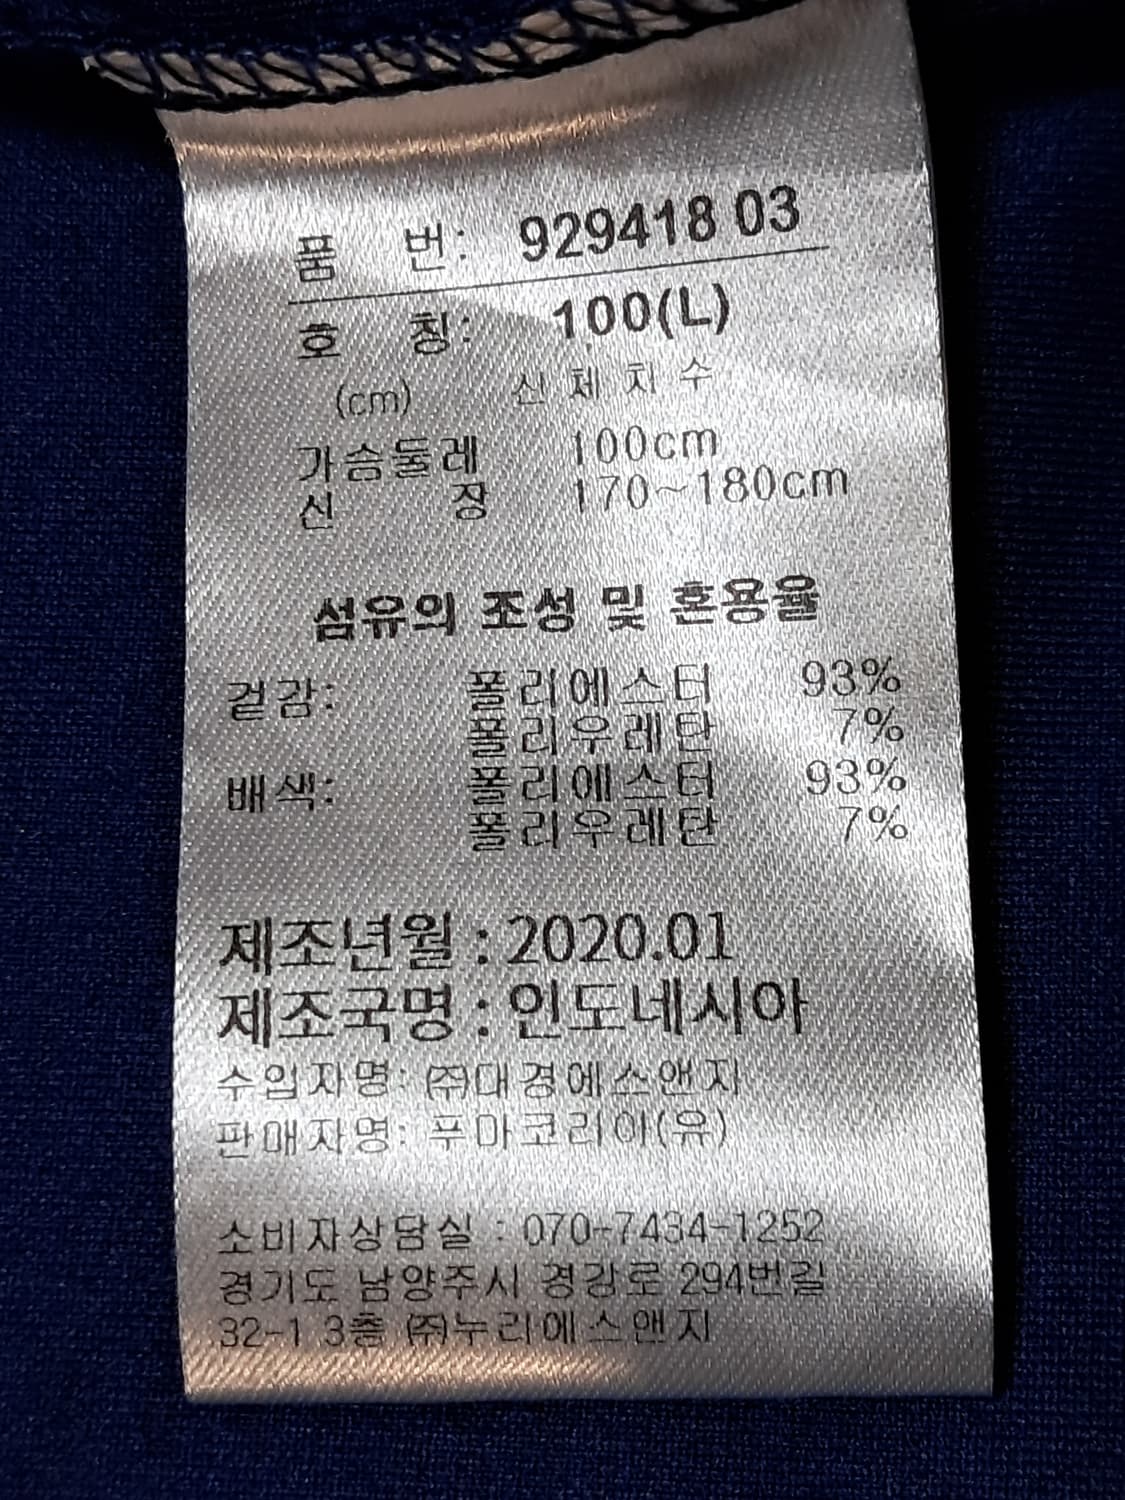 품 번: 929418 03
호 칭: 100(L)
(cm) 신 체 치 수
가슴둘레 100cm
신 장 170~180cm
섬유의 조성 및 혼용율
겉감: 폴리에스터 93%
폴리우레탄 7%
배색: 폴리에스터 93%
폴리우레탄 7%
제조년월 : 2020.01
제조국명 : 인도네시아
수입자명: ㈜대경에스앤지
판매자명: 푸마코리아(유)
소비자상담실 : 070-7434-1252
경기도 남양주시 경강로 294번길
32-1 3층 ㈜누리에스앤지